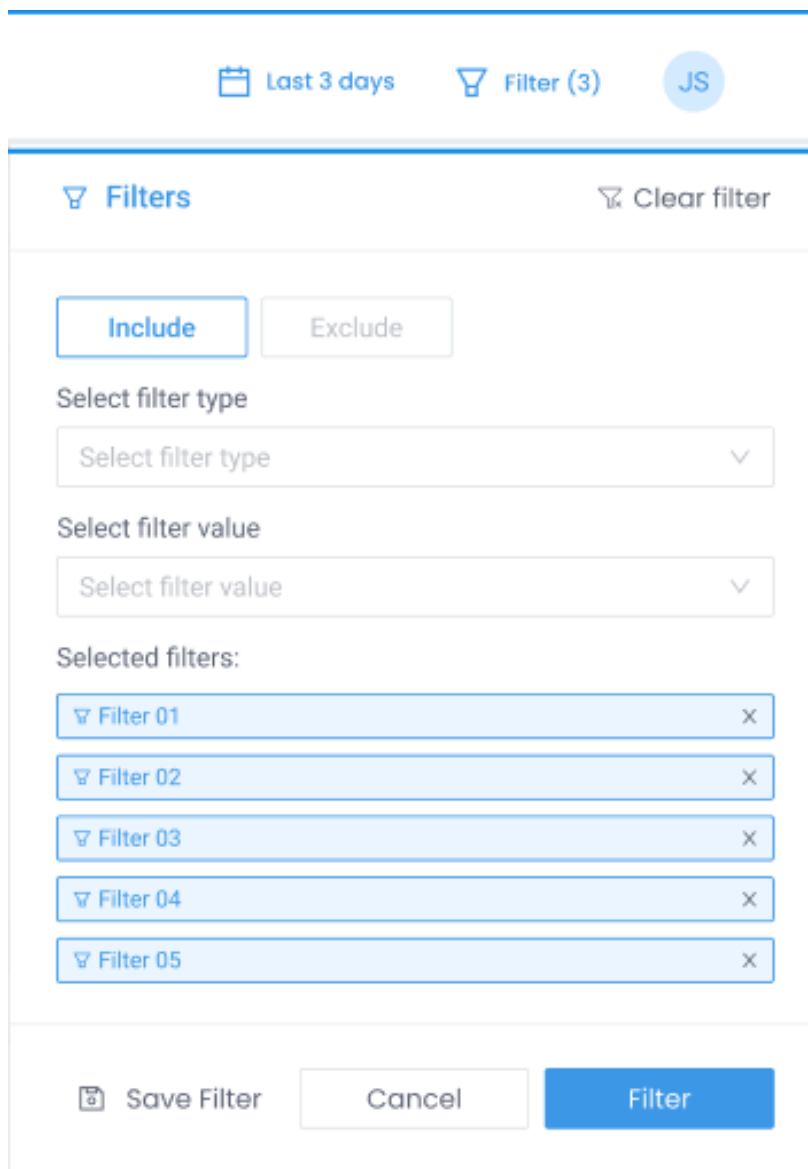 Last 3 days Filter (3) JS
Filters Clear filter
Include Exclude
Select filter type
Select filter type
Select filter value
Select filter value
Selected filters:
Filter 01
Filter 02
Filter 03
Filter 04
Filter 05
Save Filter Cancel Filter